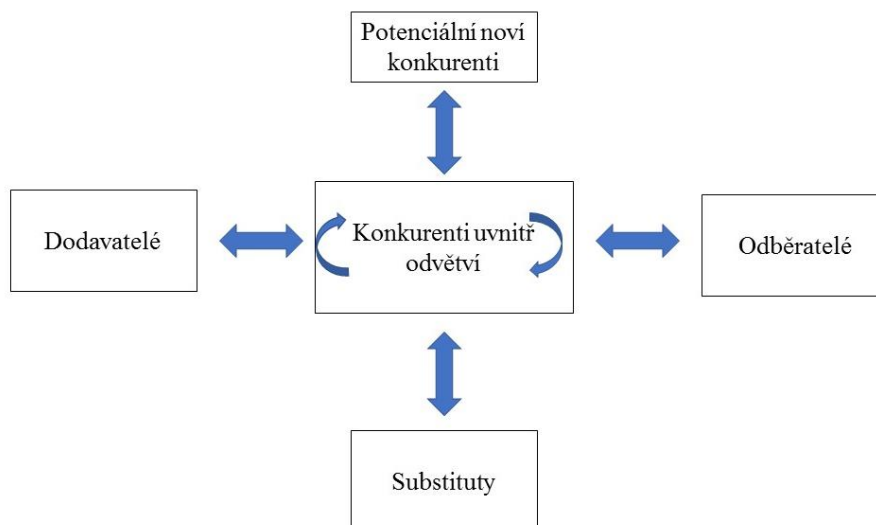 Potenciální noví
konkurenti
Dodavatelé
Konkurenti uvnitř
odvětví
Odběratelé
Substituty